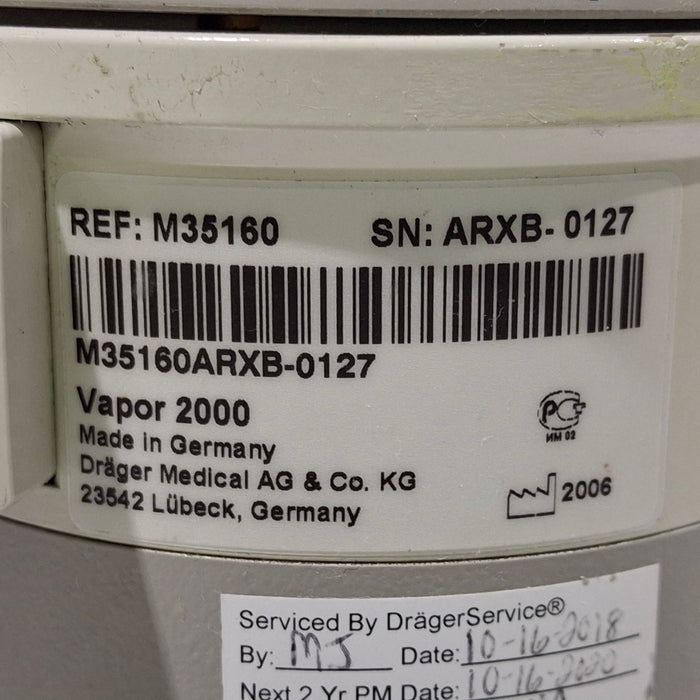 REF: M35160 SN: ARXB-0127
M35160ARXB-0127
Vapor 2000
Made in Germany
Dräger Medical AG & Co. KG
23542 Lübeck, Germany
ИМ 02
2006
Serviced By DrägerService®
By: MJ Date: 10-16-2018
Next 2 Yr PM Date: 10-16-2020